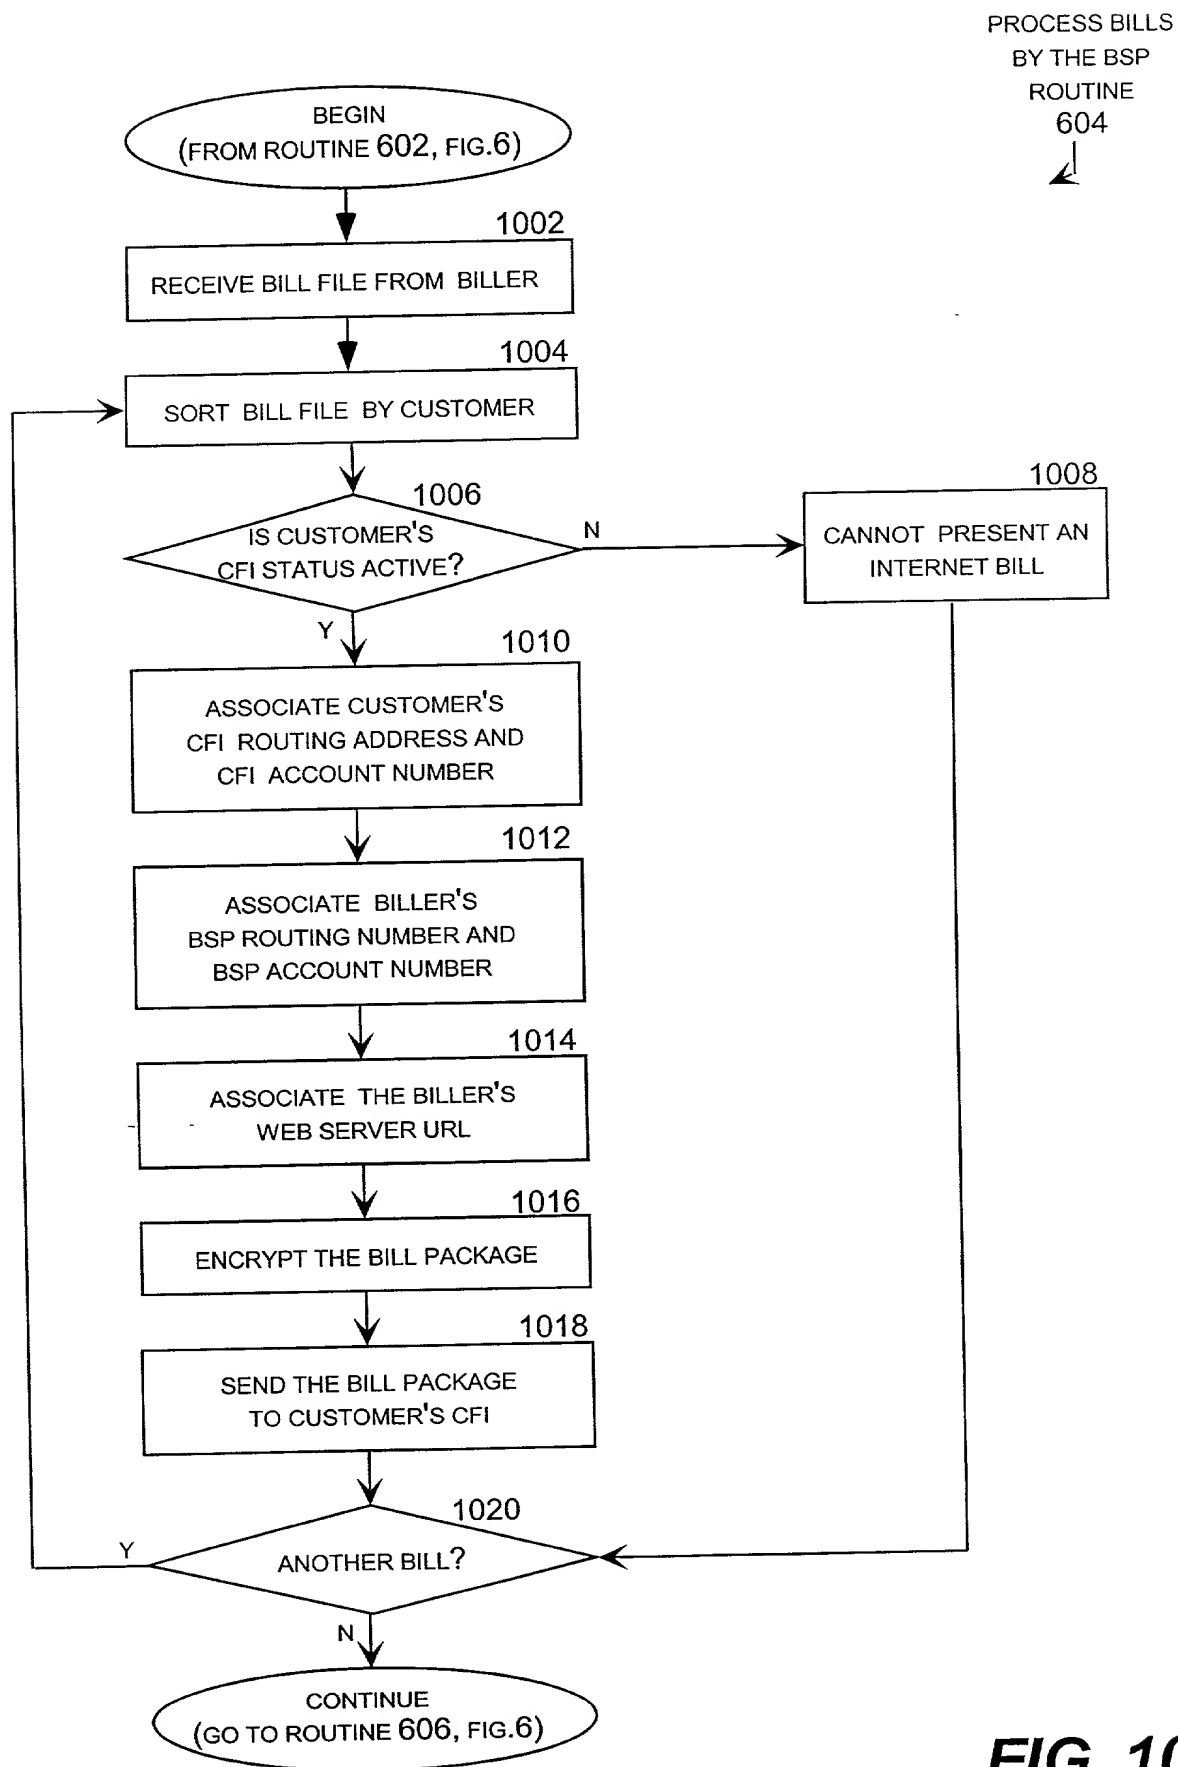 PROCESS BILLS
BY THE BSP
ROUTINE
604
BEGIN
(FROM ROUTINE 602, FIG.6)
1002
RECEIVE BILL FILE FROM BILLER
1004
SORT BILL FILE BY CUSTOMER
1006
IS CUSTOMER'S
CFI STATUS ACTIVE?
N
1008
CANNOT PRESENT AN
INTERNET BILL
Y
1010
ASSOCIATE CUSTOMER'S
CFI ROUTING ADDRESS AND
CFI ACCOUNT NUMBER
1012
ASSOCIATE BILLER'S
BSP ROUTING NUMBER AND
BSP ACCOUNT NUMBER
1014
ASSOCIATE THE BILLER'S
WEB SERVER URL
1016
ENCRYPT THE BILL PACKAGE
1018
SEND THE BILL PACKAGE
TO CUSTOMER'S CFI
1020
Y
ANOTHER BILL?
N
CONTINUE
(GO TO ROUTINE 606, FIG.6)
FIG. 10